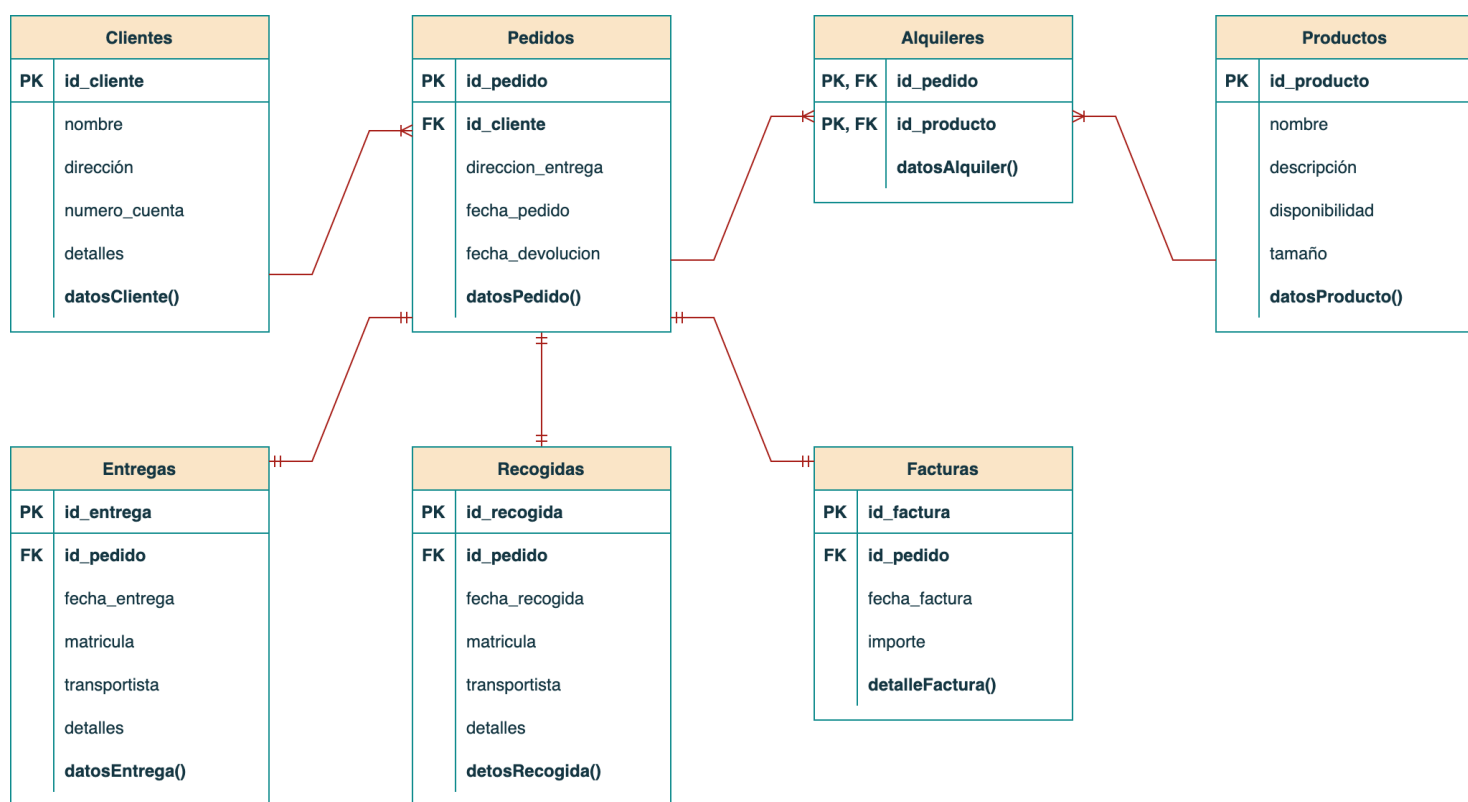 Clientes
PK id_cliente
nombre
dirección
numero_cuenta
detalles
datosCliente()
Pedidos
PK id_pedido
FK id_cliente
direccion_entrega
fecha_pedido
fecha_devolucion
datosPedido()
Alquileres
PK, FK id_pedido
PK, FK id_producto
datosAlquiler()
Productos
PK id_producto
nombre
descripción
disponibilidad
tamaño
datosProducto()
Entregas
PK id_entrega
FK id_pedido
fecha_entrega
matricula
transportista
detalles
datosEntrega()
Recogidas
PK id_recogida
FK id_pedido
fecha_recogida
matricula
transportista
detalles
detosRecogida()
Facturas
PK id_factura
FK id_pedido
fecha_factura
importe
detalleFactura()